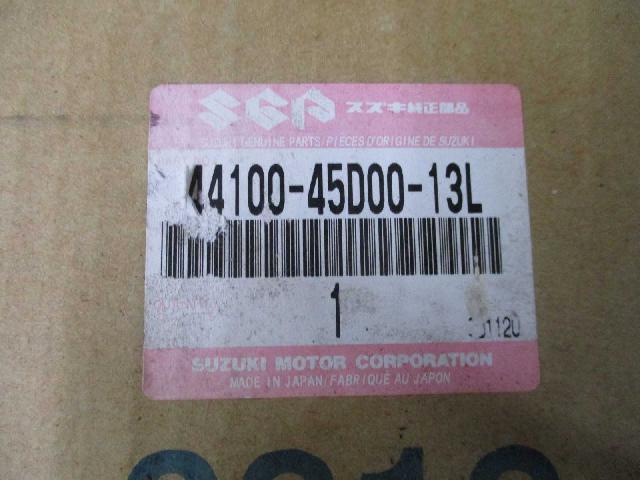 SGP スズキ純正部品
SUZUKI GENUINE PARTS/PIECES D'ORIGINE DE SUZUKI
44100-45D00-13L
1
SUZUKI MOTOR CORPORATION
MADE IN JAPAN/FABRIQUE AU JAPON